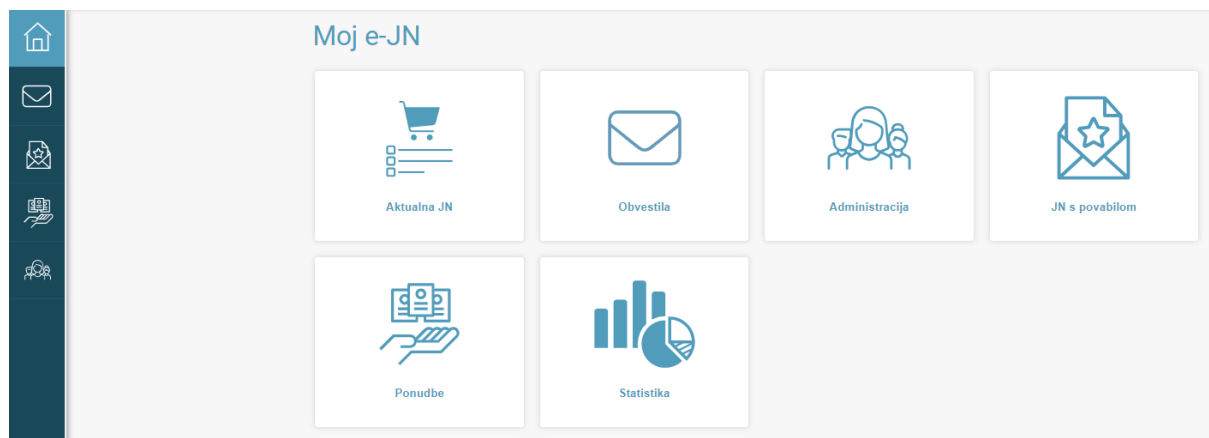 Moj e-JN
Aktualna JN
Obvestila
Administracija
JN s povabilom
Ponudbe
Statistika